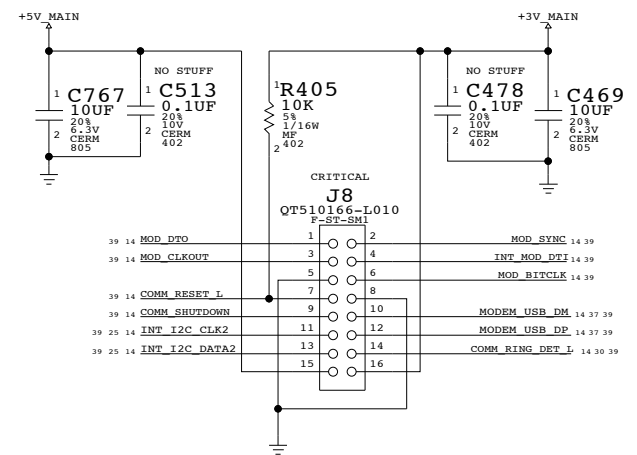 +5V_MAIN
+3V_MAIN
NO STUFF
NO STUFF
1 C767
10UF
20%
6.3V
2 CERM
805
1 C513
0.1UF
20%
10V
2 CERM
402
1 R405
10K
5%
1/16W
MF
2 402
1 C478
0.1UF
20%
10V
2 CERM
402
1 C469
10UF
20%
6.3V
2 CERM
805
CRITICAL
J8
QT510166-L010
F-ST-SM1
39 14 MOD_DTO 1 2 MOD_SYNC 14 39
39 14 MOD_CLKOUT 3 4 INT_MOD_DTI 14 39
5 6 MOD_BITCLK 14 39
39 14 COMM_RESET_L 7 8
39 14 COMM_SHUTDOWN 9 10 MODEM_USB_DM 14 37 39
39 25 14 INT_I2C_CLK2 11 12 MODEM_USB_DP 14 37 39
39 25 14 INT_I2C_DATA2 13 14 COMM_RING_DET_L 14 30 39
15 16